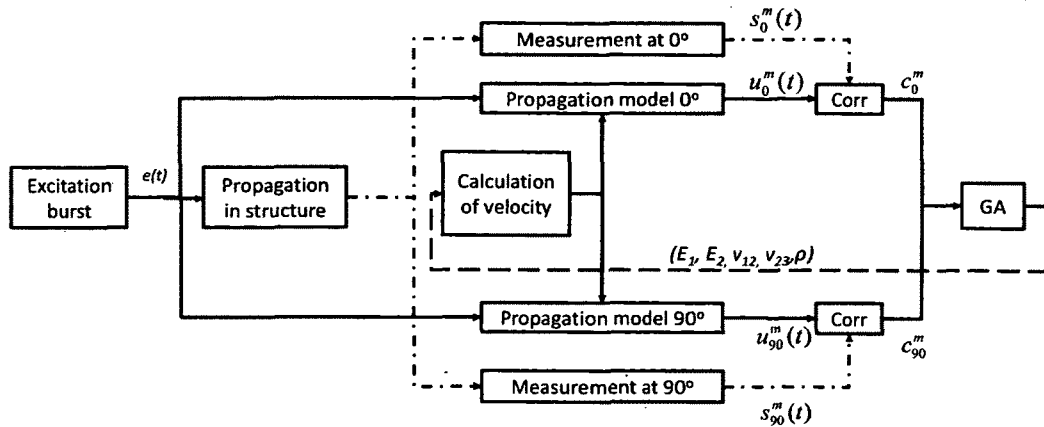 s₀ᵐ(t)
Measurement at 0°
u₀ᵐ(t)
c₀ᵐ
Propagation model 0°
Corr
e(t)
Excitation
burst
Propagation
in structure
Calculation
of velocity
GA
(E₁, E₂, ν₁₂, ν₂₃,ρ)
Propagation model 90°
Corr
u₉₀ᵐ(t)
c₉₀ᵐ
Measurement at 90°
s₉₀ᵐ(t)